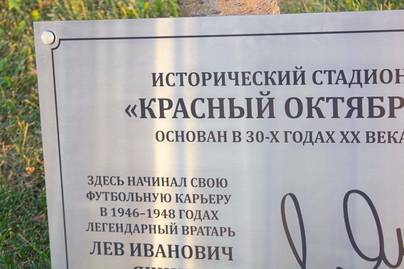 ИСТОРИЧЕСКИЙ СТАДИОН
«КРАСНЫЙ ОКТЯБР
ОСНОВАН В 30-Х ГОДАХ XX ВЕКА
ЗДЕСЬ НАЧИНАЛ СВОЮ
ФУТБОЛЬНУЮ КАРЬЕРУ
В 1946–1948 ГОДАХ
ЛЕГЕНДАРНЫЙ ВРАТАРЬ
ЛЕВ ИВАНОВИЧ